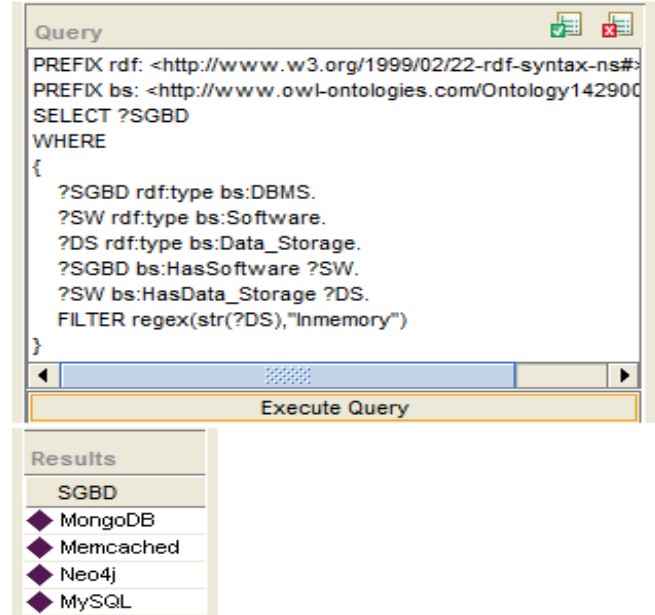 Query
PREFIX rdf: <http://www.w3.org/1999/02/22-rdf-syntax-ns#>
PREFIX bs: <http://www.owl-ontologies.com/Ontology142900
SELECT ?SGBD
WHERE
{
?SGBD rdf:type bs:DBMS.
?SW rdf:type bs:Software.
?DS rdf:type bs:Data_Storage.
?SGBD bs:HasSoftware ?SW.
?SW bs:HasData_Storage ?DS.
FILTER regex(str(?DS),"Inmemory")
}
Execute Query
Results
SGBD
MongoDB
Memcached
Neo4j
MySQL